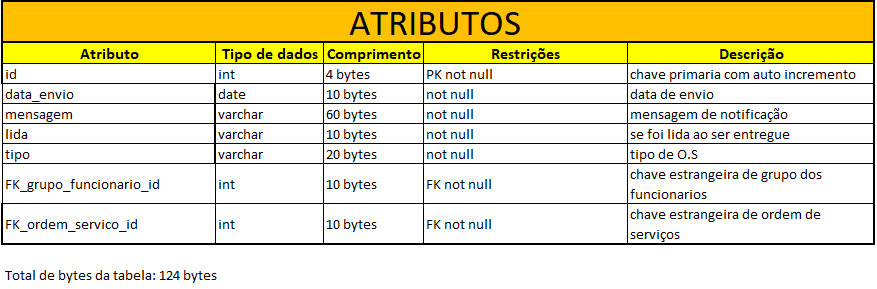 ATRIBUTOS
Atributo Tipo de dados Comprimento Restrições Descrição
id int 4 bytes PK not null chave primaria com auto incremento
data_envio date 10 bytes not null data de envio
mensagem varchar 60 bytes not null mensagem de notificação
lida varchar 10 bytes not null se foi lida ao ser entregue
tipo varchar 20 bytes not null tipo de O.S
FK_grupo_funcionario_id int 10 bytes FK not null chave estrangeira de grupo dos
funcionarios
FK_ordem_servico_id int 10 bytes FK not null chave estrangeira de ordem de
serviços
Total de bytes da tabela: 124 bytes